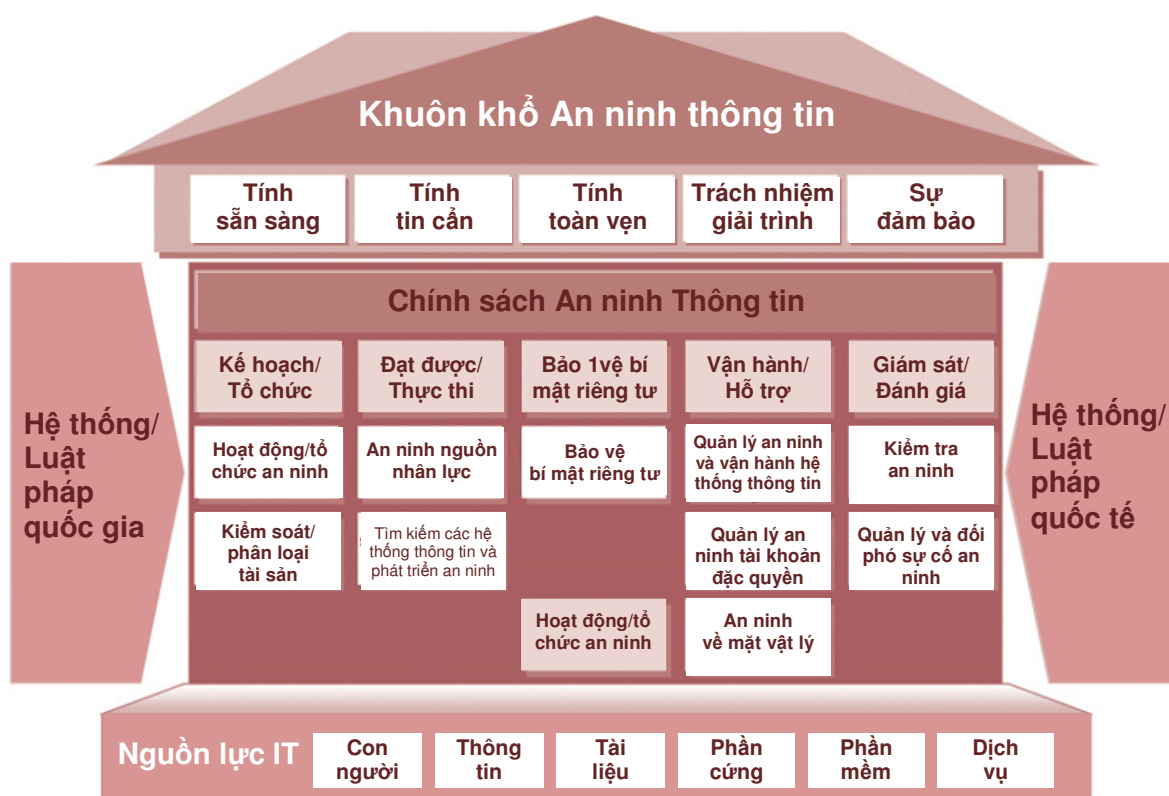 Khuôn khổ An ninh thông tin
Tính
sẵn sàng
Tính
tin cẩn
Tính
toàn vẹn
Trách nhiệm
giải trình
Sự
đảm bảo
Hệ thống/
Luật
pháp
quốc gia
Chính sách An ninh Thông tin
Kế hoạch/
Tổ chức
Đạt được/
Thực thi
Bảo 1vệ bí
mật riêng tư
Vận hành/
Hỗ trợ
Giám sát/
Đánh giá
Hoạt động/tổ
chức an ninh
An ninh nguồn
nhân lực
Bảo vệ
bí mật riêng tư
Quản lý an ninh
và vận hành hệ
thống thông tin
Kiểm tra
an ninh
Kiểm soát/
phân loại
tài sản
Tìm kiếm các hệ
thống thông tin và
phát triển an ninh
Quản lý an
ninh tài khoản
đặc quyền
Quản lý và đối
phó sự cố an
ninh
Hoạt động/tổ
chức an ninh
An ninh
về mặt vật lý
Hệ thống/
Luật
pháp
quốc tế
Nguồn lực IT
Con
người
Thông
tin
Tài
liệu
Phần
cứng
Phần
mềm
Dịch
vụ